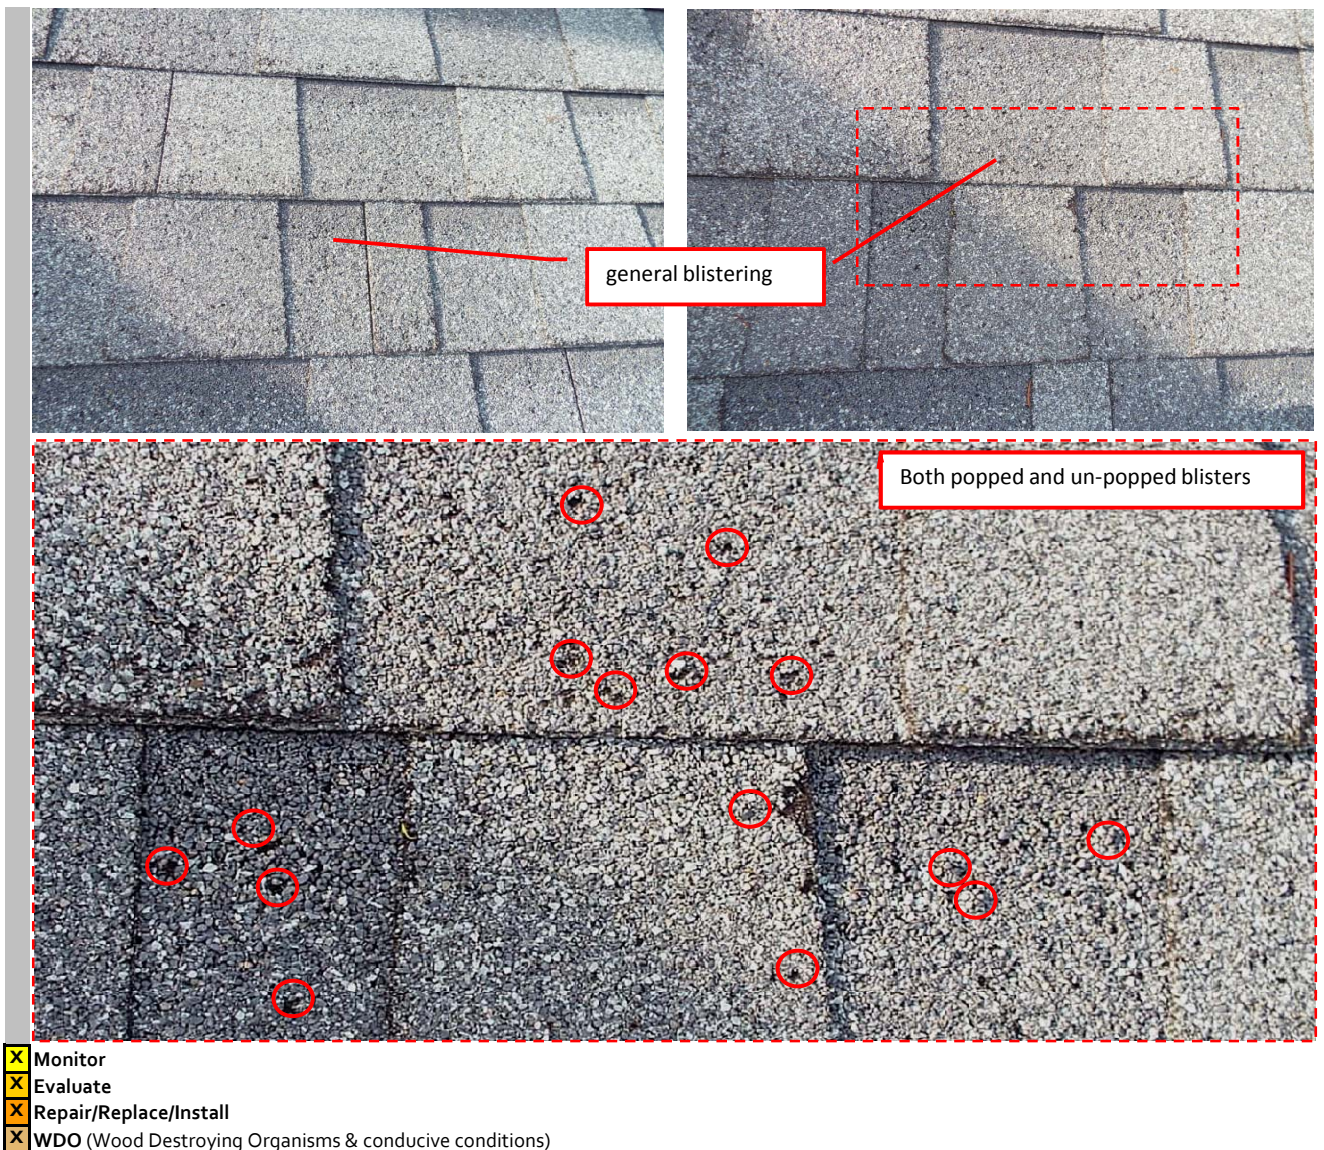 general blistering
Both popped and un-popped blisters
X Monitor
X Evaluate
X Repair/Replace/Install
X WDO (Wood Destroying Organisms & conducive conditions)